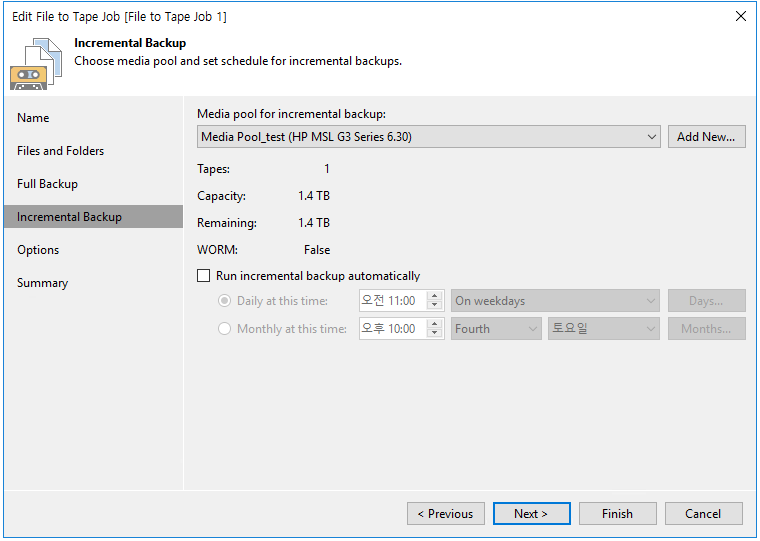 Edit File to Tape Job [File to Tape Job 1]
Incremental Backup
Choose media pool and set schedule for incremental backups.
Name
Files and Folders
Full Backup
Incremental Backup
Options
Summary
Media pool for incremental backup:
Media Pool_test (HP MSL G3 Series 6.30) Add New...
Tapes: 1
Capacity: 1.4 TB
Remaining: 1.4 TB
WORM: False
Run incremental backup automatically
Daily at this time: 오전 11:00 On weekdays Days...
Monthly at this time: 오후 10:00 Fourth 토요일 Months...
< Previous Next > Finish Cancel